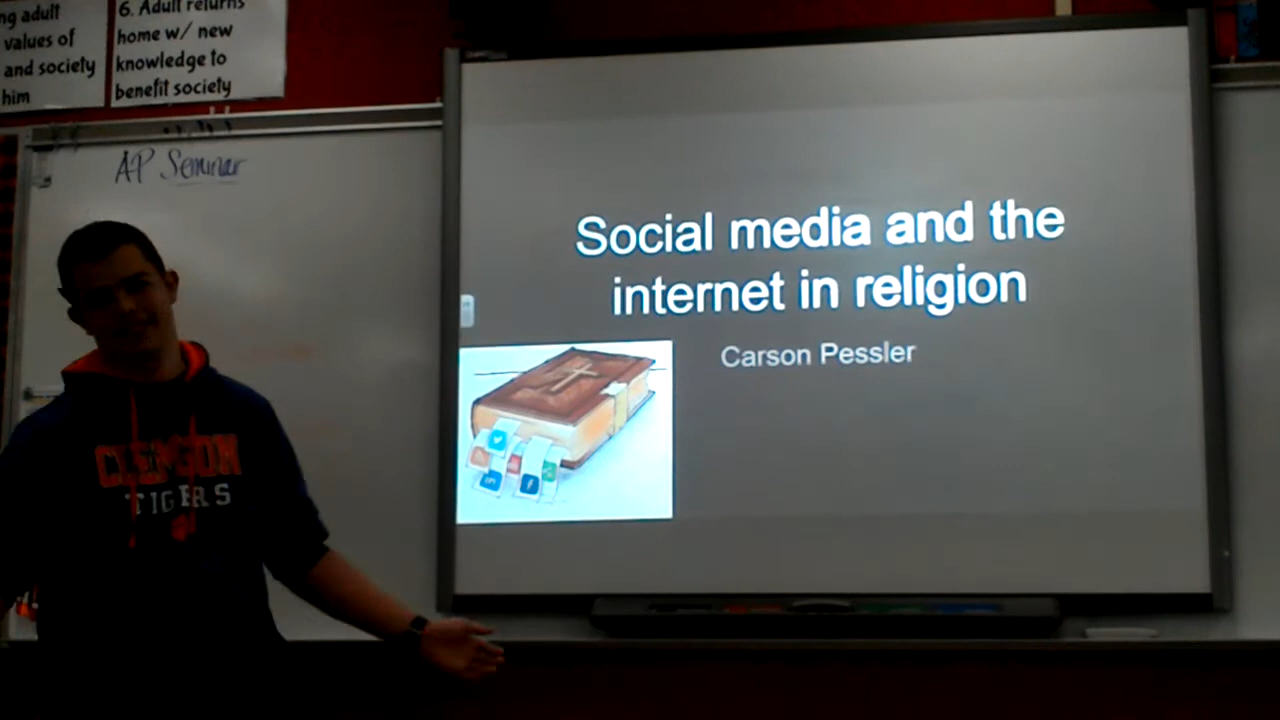 ng adult
values of
and society
him
6. Adult returns
home w/ new
knowledge to
benefit society
AP Seminar
Social media and the
internet in religion
Carson Pessler
CLEMSON
TIGERS